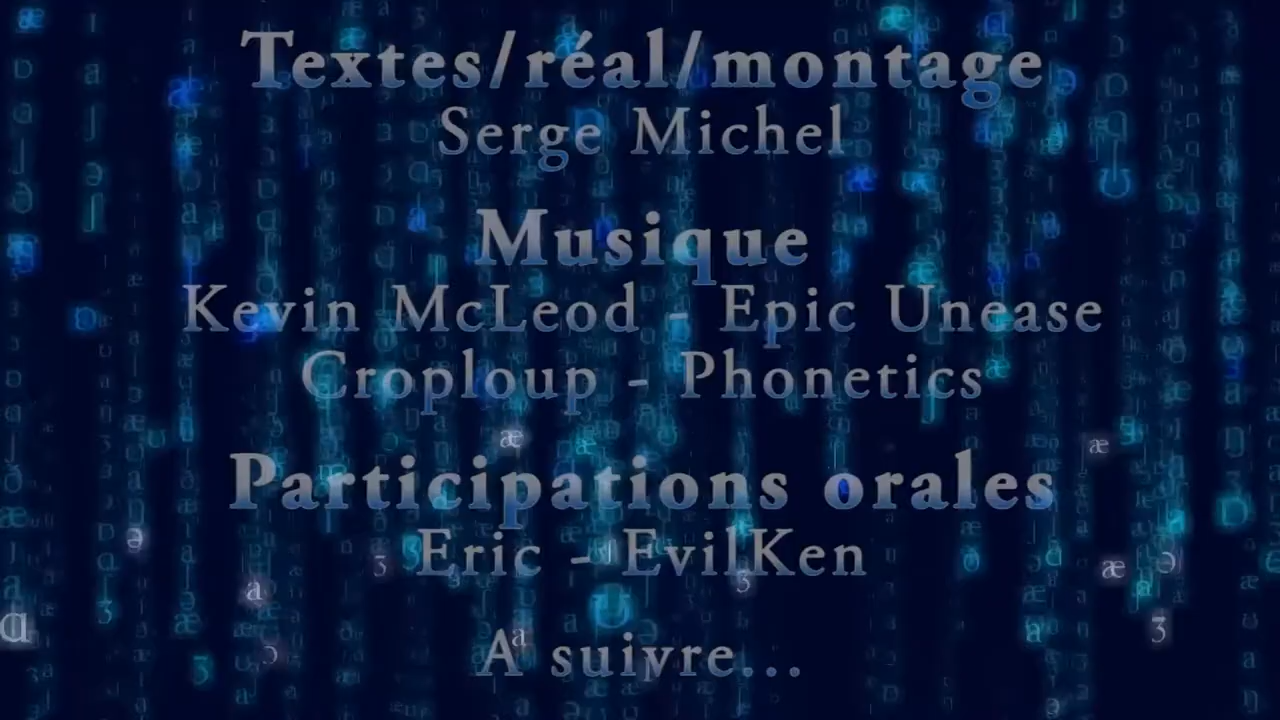 Textes/réal/montage
Serge Michel
Musique
Kevin McLeod - Epic Unease
Croploup - Phonetics
Participations orales
Eric - EvilKen
A suivre...